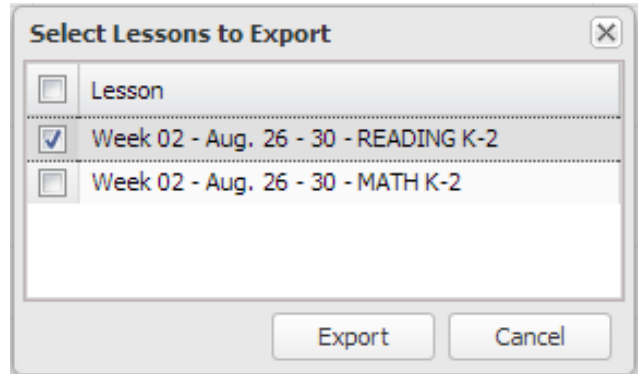 Select Lessons to Export
Lesson
Week 02 - Aug. 26 - 30 - READING K-2
Week 02 - Aug. 26 - 30 - MATH K-2
Export Cancel